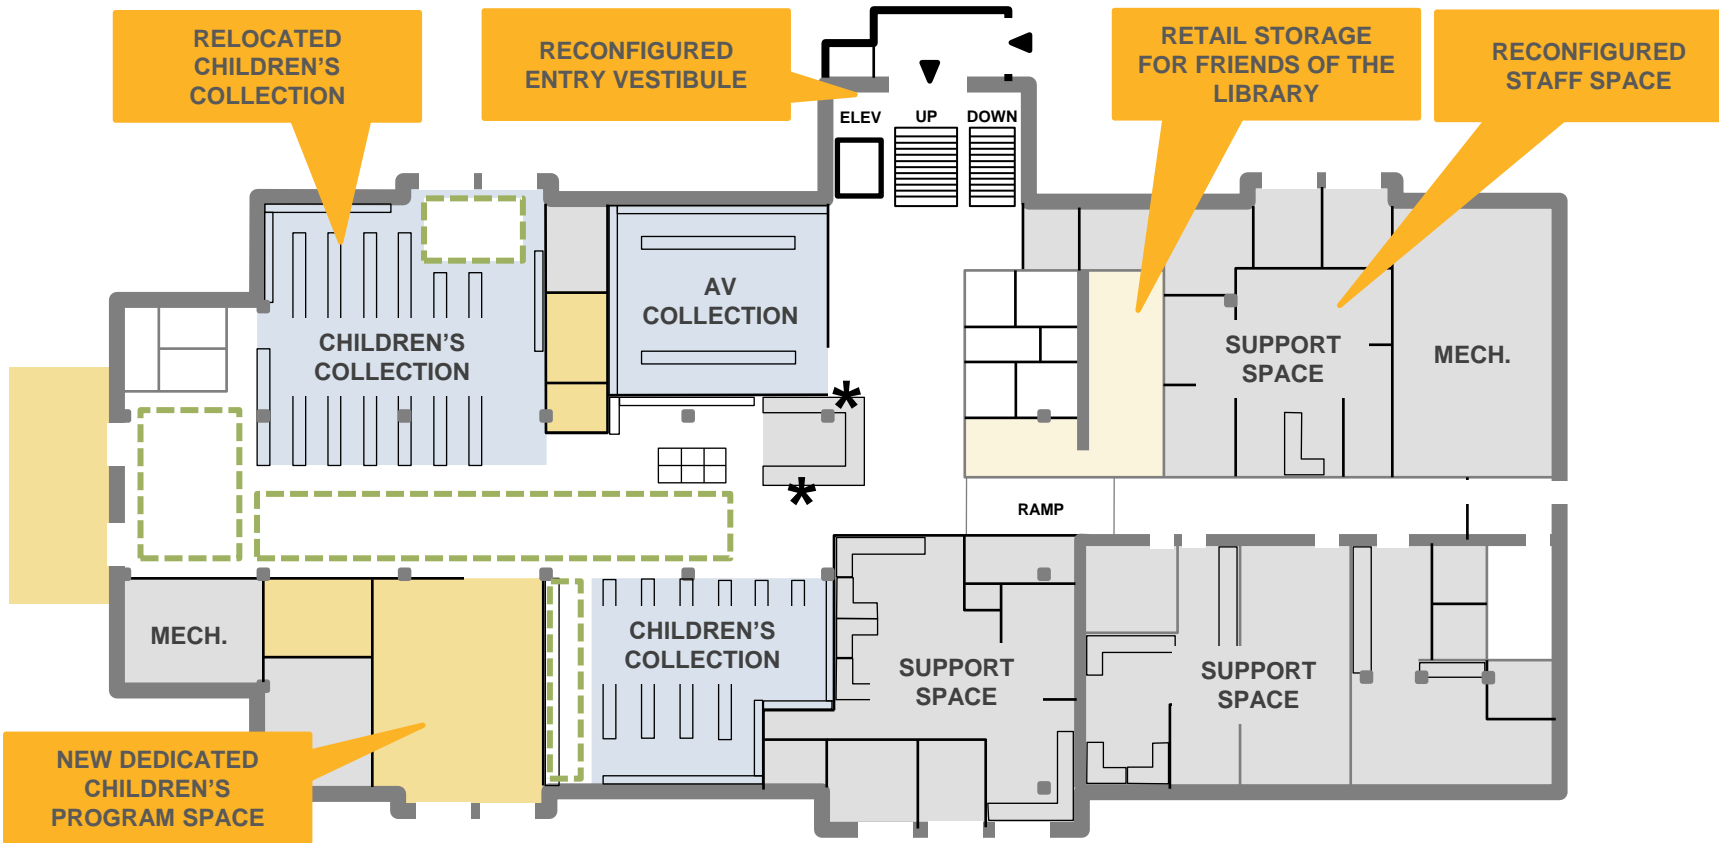 RELOCATED
CHILDREN'S
COLLECTION
RECONFIGURED
ENTRY VESTIBULE
RETAIL STORAGE
FOR FRIENDS OF THE
LIBRARY
RECONFIGURED
STAFF SPACE
ELEV
UP
DOWN
AV
COLLECTION
CHILDREN'S
COLLECTION
SUPPORT
SPACE
MECH.
*
*
RAMP
MECH.
CHILDREN'S
COLLECTION
SUPPORT
SPACE
SUPPORT
SPACE
NEW DEDICATED
CHILDREN'S
PROGRAM SPACE